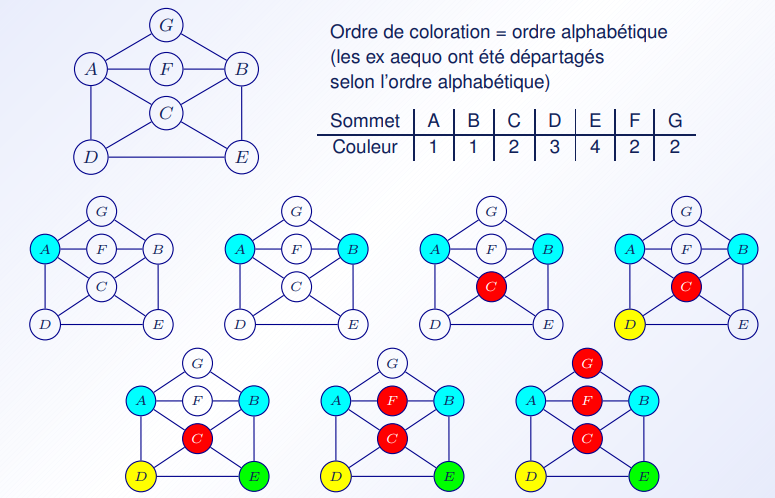 Ordre de coloration = ordre alphabétique
(les ex aequo ont été départagés
selon l'ordre alphabétique)
Sommet A B C D E F G
Couleur 1 1 2 3 4 2 2
G
A F B
C
D E
G G G G
A F B A F B A F B A F B
C C C C
D E D E D E D E
G G G
A F B A F B A F B
C C C
D E D E D E